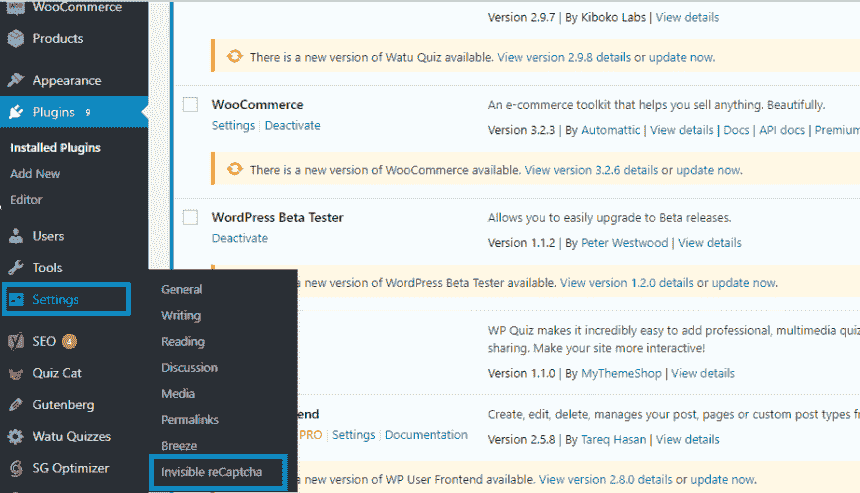 WooCommerce
Products
Appearance
Plugins 9
Installed Plugins
Add New
Editor
Users
Tools
Settings
SEO 4
Quiz Cat
Gutenberg
Watu Quizzes
SG Optimizer
General
Writing
Reading
Discussion
Media
Permalinks
Breeze
Invisible reCaptcha
Version 2.9.7 | By Kiboko Labs | View details
There is a new version of Watu Quiz available. View version 2.9.8 details or update now.
WooCommerce
Settings | Deactivate
An e-commerce toolkit that helps you sell anything. Beautifully.
Version 3.2.3 | By Automattic | View details | Docs | API docs | Premium
There is a new version of WooCommerce available. View version 3.2.6 details or update now.
WordPress Beta Tester
Deactivate
Allows you to easily upgrade to Beta releases.
Version 1.1.2 | By Peter Westwood | View details
a new version of WordPress Beta Tester available. View version 1.2.0 details or update now.
WP Quiz makes it incredibly easy to add professional, multimedia quiz
sharing. Make your site more interactive!
Version 1.1.0 | By MyThemeShop | View details
end
PRO | Settings | Documentation
Create, edit, delete, manages your post, pages or custom post types f
Version 2.5.8 | By Tareq Hasan | View details
a new version of WP User Frontend available. View version 2.8.0 details or update now.